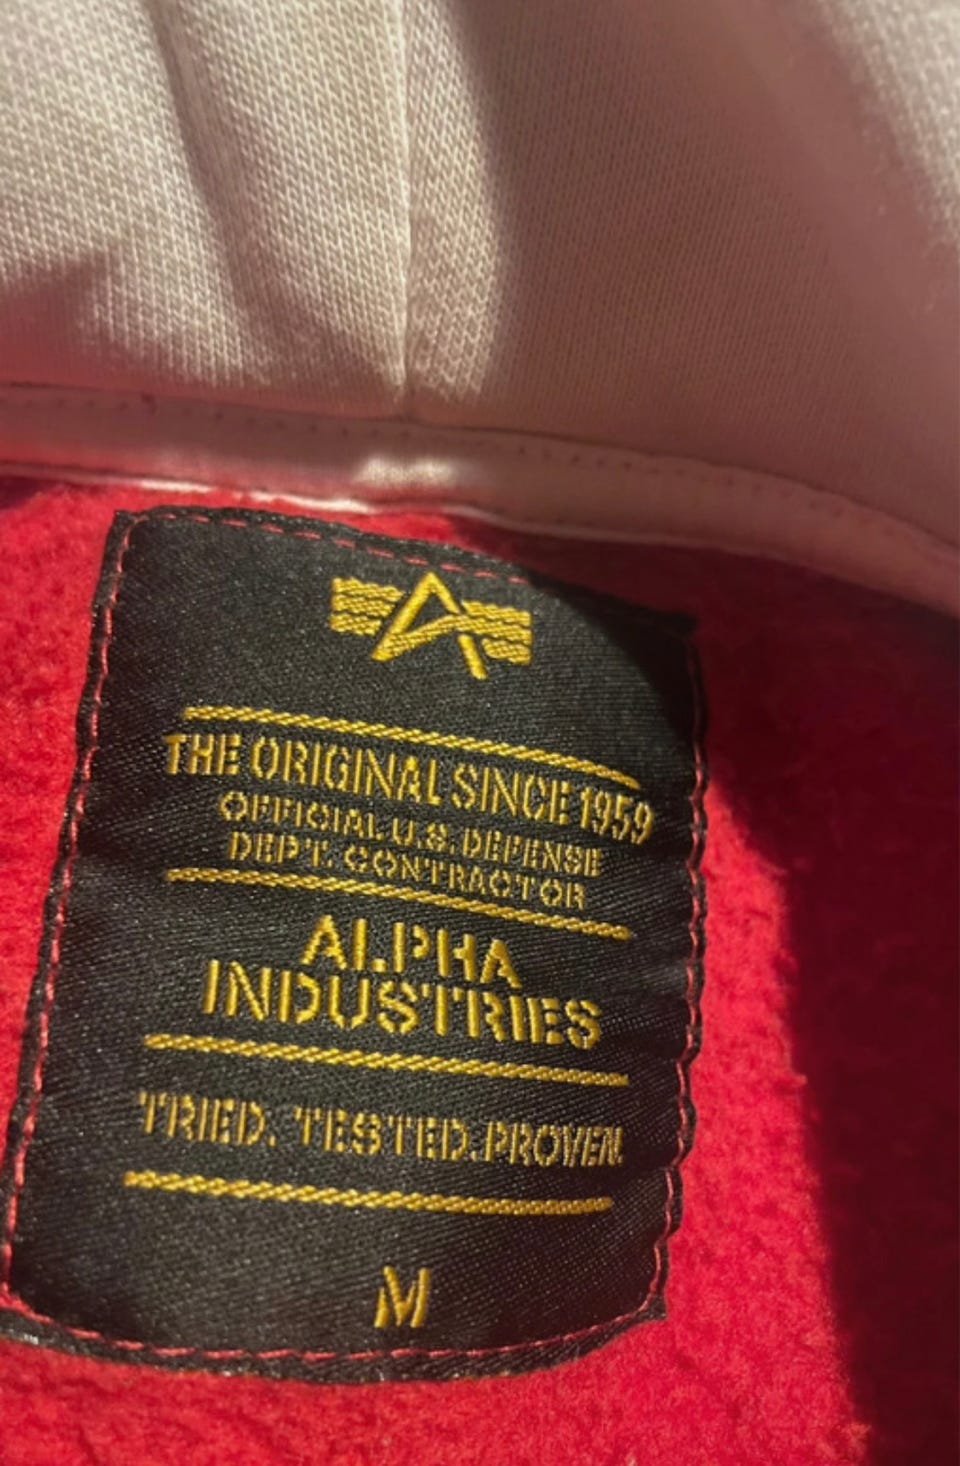 THE ORIGINAL SINCE 1959
OFFICIAL U.S. DEFENSE
DEPT. CONTRACTOR
ALPHA
INDUSTRIES
TRIED. TESTED. PROVEN.
M